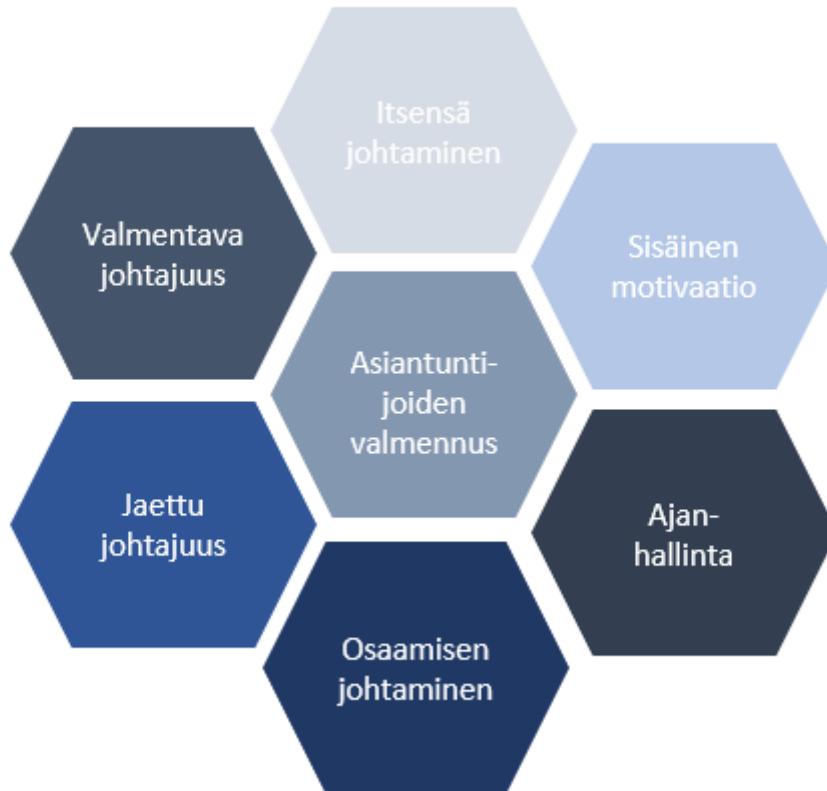 Itsensä
johtaminen
Valmentava
johtajuus
Sisäinen
motivaatio
Asiantunti-
joiden
valmennus
Jaettu
johtajuus
Ajan-
hallinta
Osaamisen
johtaminen